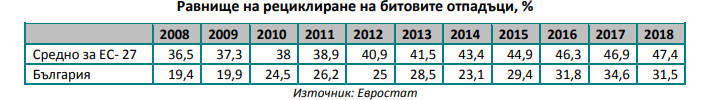 Равнище на рециклиране на битовите отпадъци, %
2008 2009 2010 2011 2012 2013 2014 2015 2016 2017 2018
Средно за ЕС- 27 36,5 37,3 38 38,9 40,9 41,5 43,4 44,9 46,3 46,9 47,4
България 19,4 19,9 24,5 26,2 25 28,5 23,1 29,4 31,8 34,6 31,5
Източник: Евростат